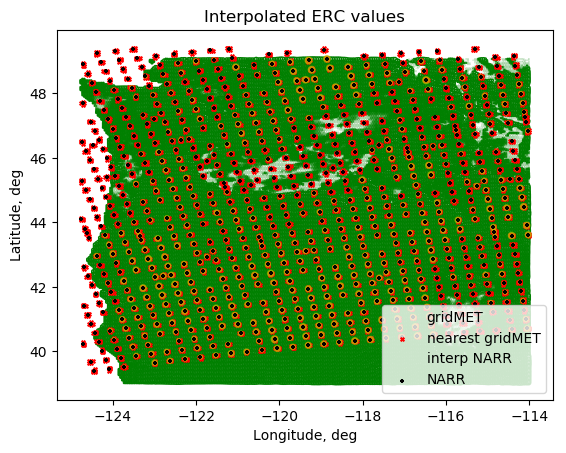 Interpolated ERC values
48
46
44
42
40
Latitude, deg
gridMET
nearest gridMET
interp NARR
NARR
−124
−122
−120
−118
−116
−114
Longitude, deg